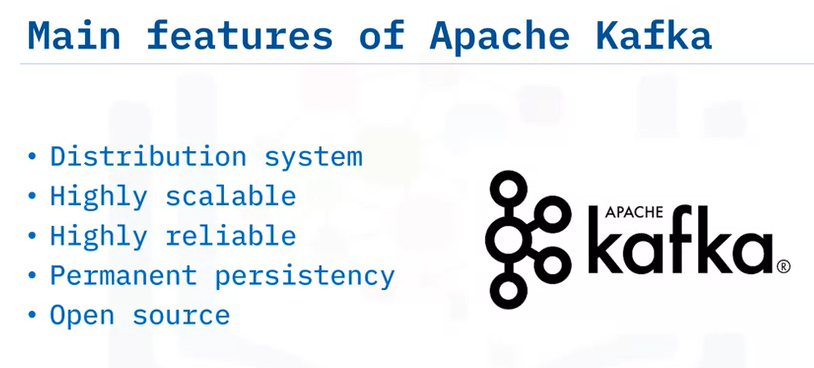 Main features of Apache Kafka
• Distribution system
• Highly scalable
• Highly reliable
• Permanent persistency
• Open source
APACHE
kafka®